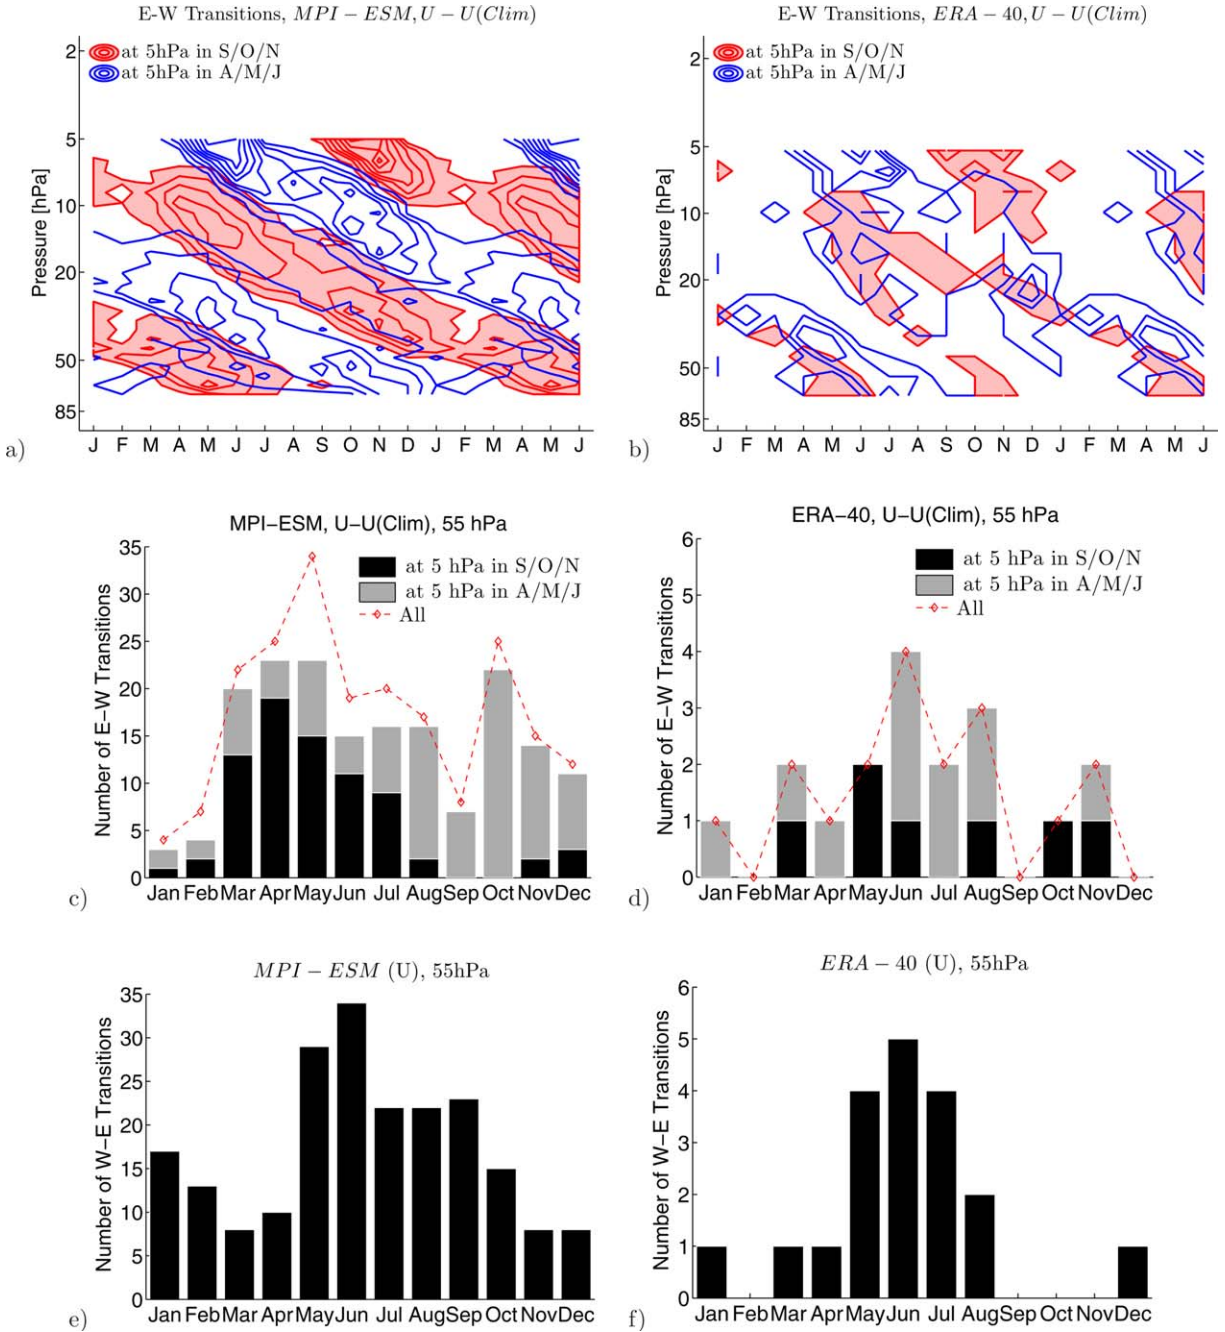 E-W Transitions, MPI − ESM, U − U(Clim)
at 5hPa in S/O/N
at 5hPa in A/M/J
Pressure [hPa]
2
5
10
20
50
85
J F M A M J J A S O N D J F M A M J
a)
E-W Transitions, ERA − 40, U − U(Clim)
at 5hPa in S/O/N
at 5hPa in A/M/J
Pressure [hPa]
2
5
10
20
50
85
J F M A M J J A S O N D J F M A M J
b)
MPI−ESM, U−U(Clim), 55 hPa
at 5 hPa in S/O/N
at 5 hPa in A/M/J
All
Number of E−W Transitions
35
30
25
20
15
10
5
0
Jan Feb Mar Apr May Jun Jul Aug Sep Oct Nov Dec
c)
ERA−40, U−U(Clim), 55 hPa
at 5 hPa in S/O/N
at 5 hPa in A/M/J
All
Number of E−W Transitions
6
5
4
3
2
1
0
Jan Feb Mar Apr May Jun Jul Aug Sep Oct Nov Dec
d)
MPI − ESM (U), 55hPa
Number of W−E Transitions
35
30
25
20
15
10
5
0
Jan Feb Mar Apr May Jun Jul Aug Sep Oct Nov Dec
e)
ERA − 40 (U), 55hPa
Number of W−E Transitions
6
5
4
3
2
1
0
Jan Feb Mar Apr May Jun Jul Aug Sep Oct Nov Dec
f)